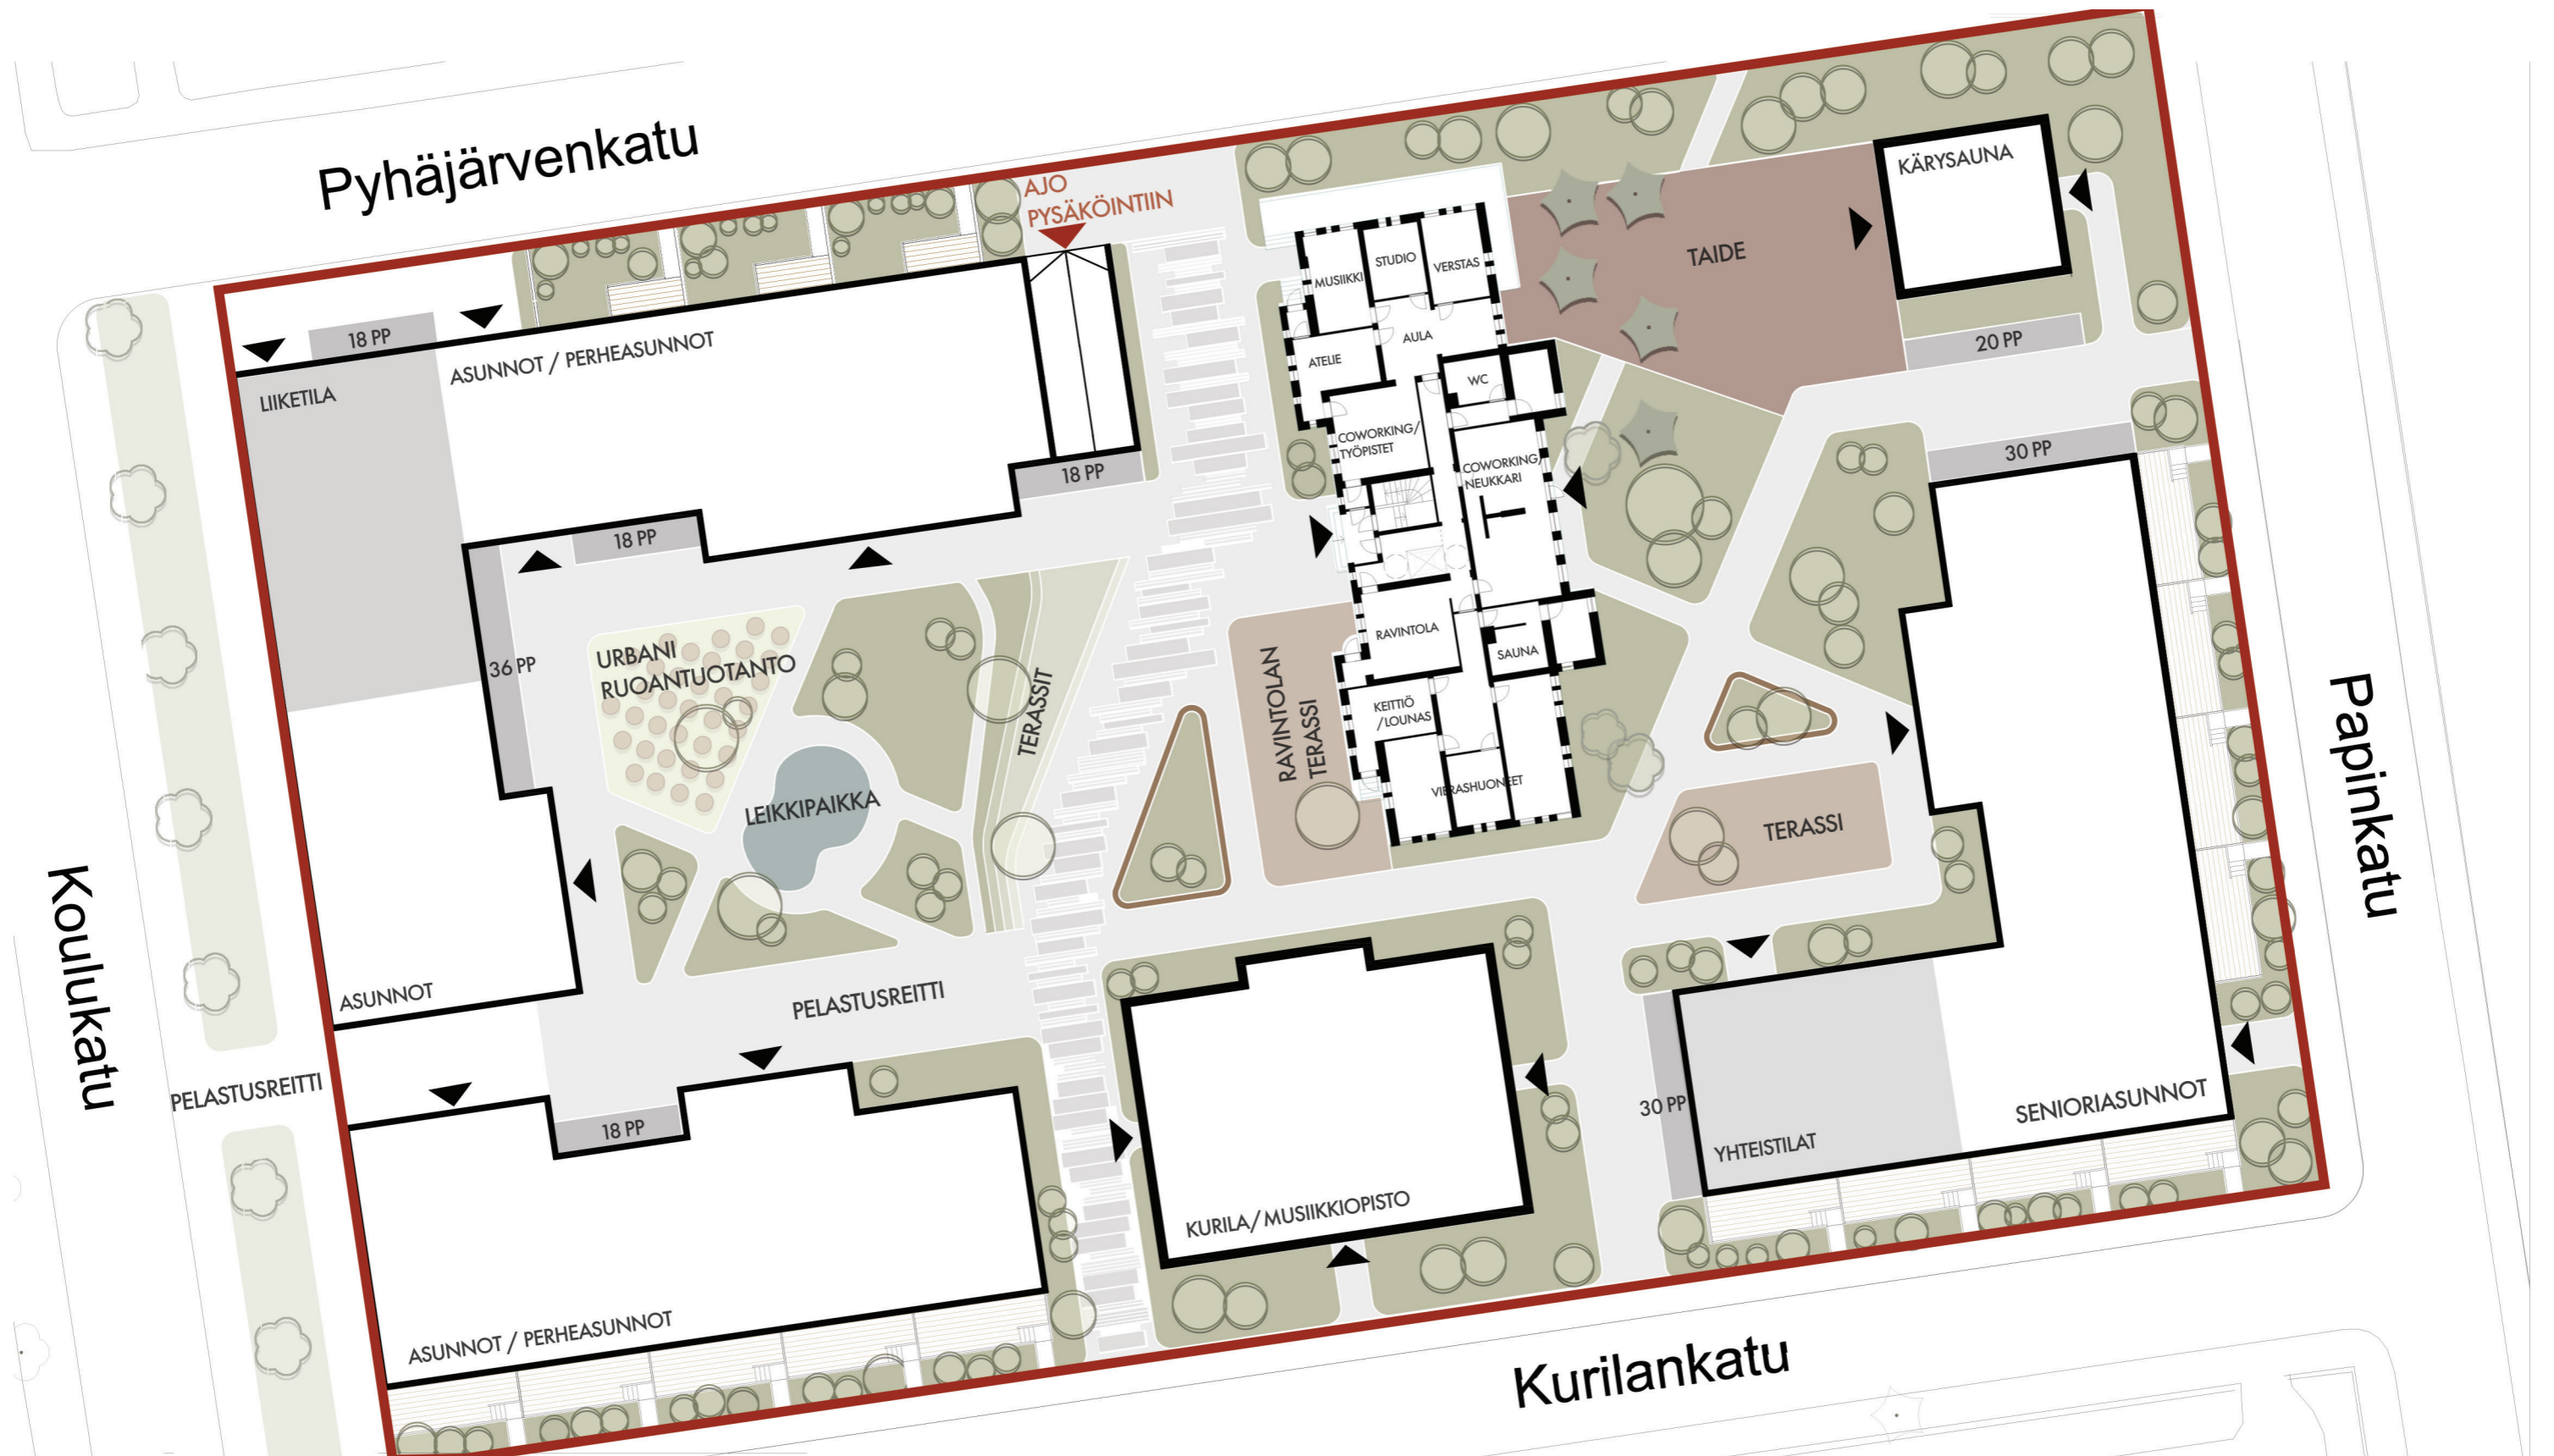 Pyhäjärvenkatu
AJO
PYSÄKÖINTIIN
18 PP
LIIKETILA
ASUNNOT / PERHEASUNNOT
18 PP
18 PP
36 PP
URBANI
RUOANTUOTANTO
LEIKKIPAIKKA
TERASSIT
ASUNNOT
PELASTUSREITTI
PELASTUSREITTI
Koulukatu
18 PP
ASUNNOT / PERHEASUNNOT
MUSIIKKI
STUDIO
VERSTAS
AULA
ATELIE
WC
COWORKING/
TYÖPISTET
COWORKING/
NEUKKARI
RAVINTOLA
SAUNA
KEITTIÖ
/LOUNAS
VIERASHUONEET
RAVINTOLAN
TERASSI
TAIDE
KÄRYSAUNA
20 PP
30 PP
TERASSI
Papinkatu
KURILA/ MUSIIKKIOPISTO
30 PP
YHTEISTILAT
SENIORIASUNNOT
Kurilankatu